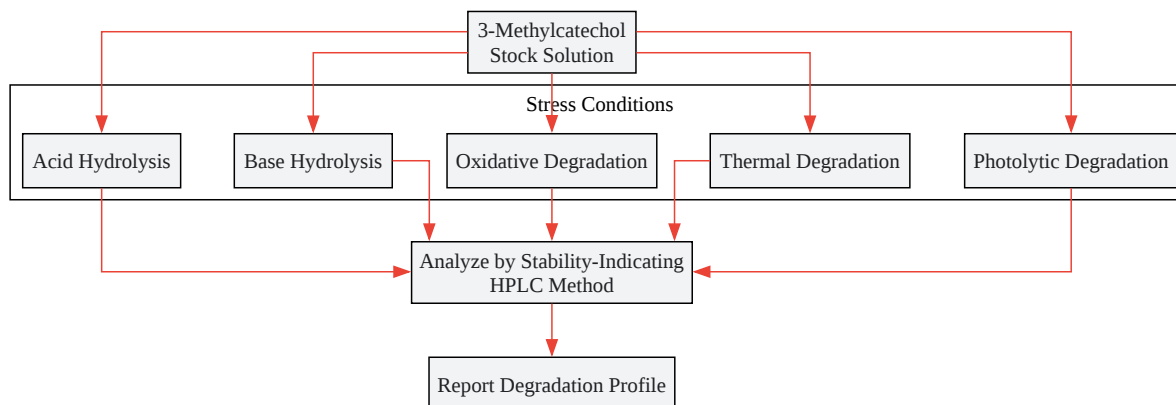 3-Methylcatechol
Stock Solution
Stress Conditions
Acid Hydrolysis
Base Hydrolysis
Oxidative Degradation
Thermal Degradation
Photolytic Degradation
Analyze by Stability-Indicating
HPLC Method
Report Degradation Profile